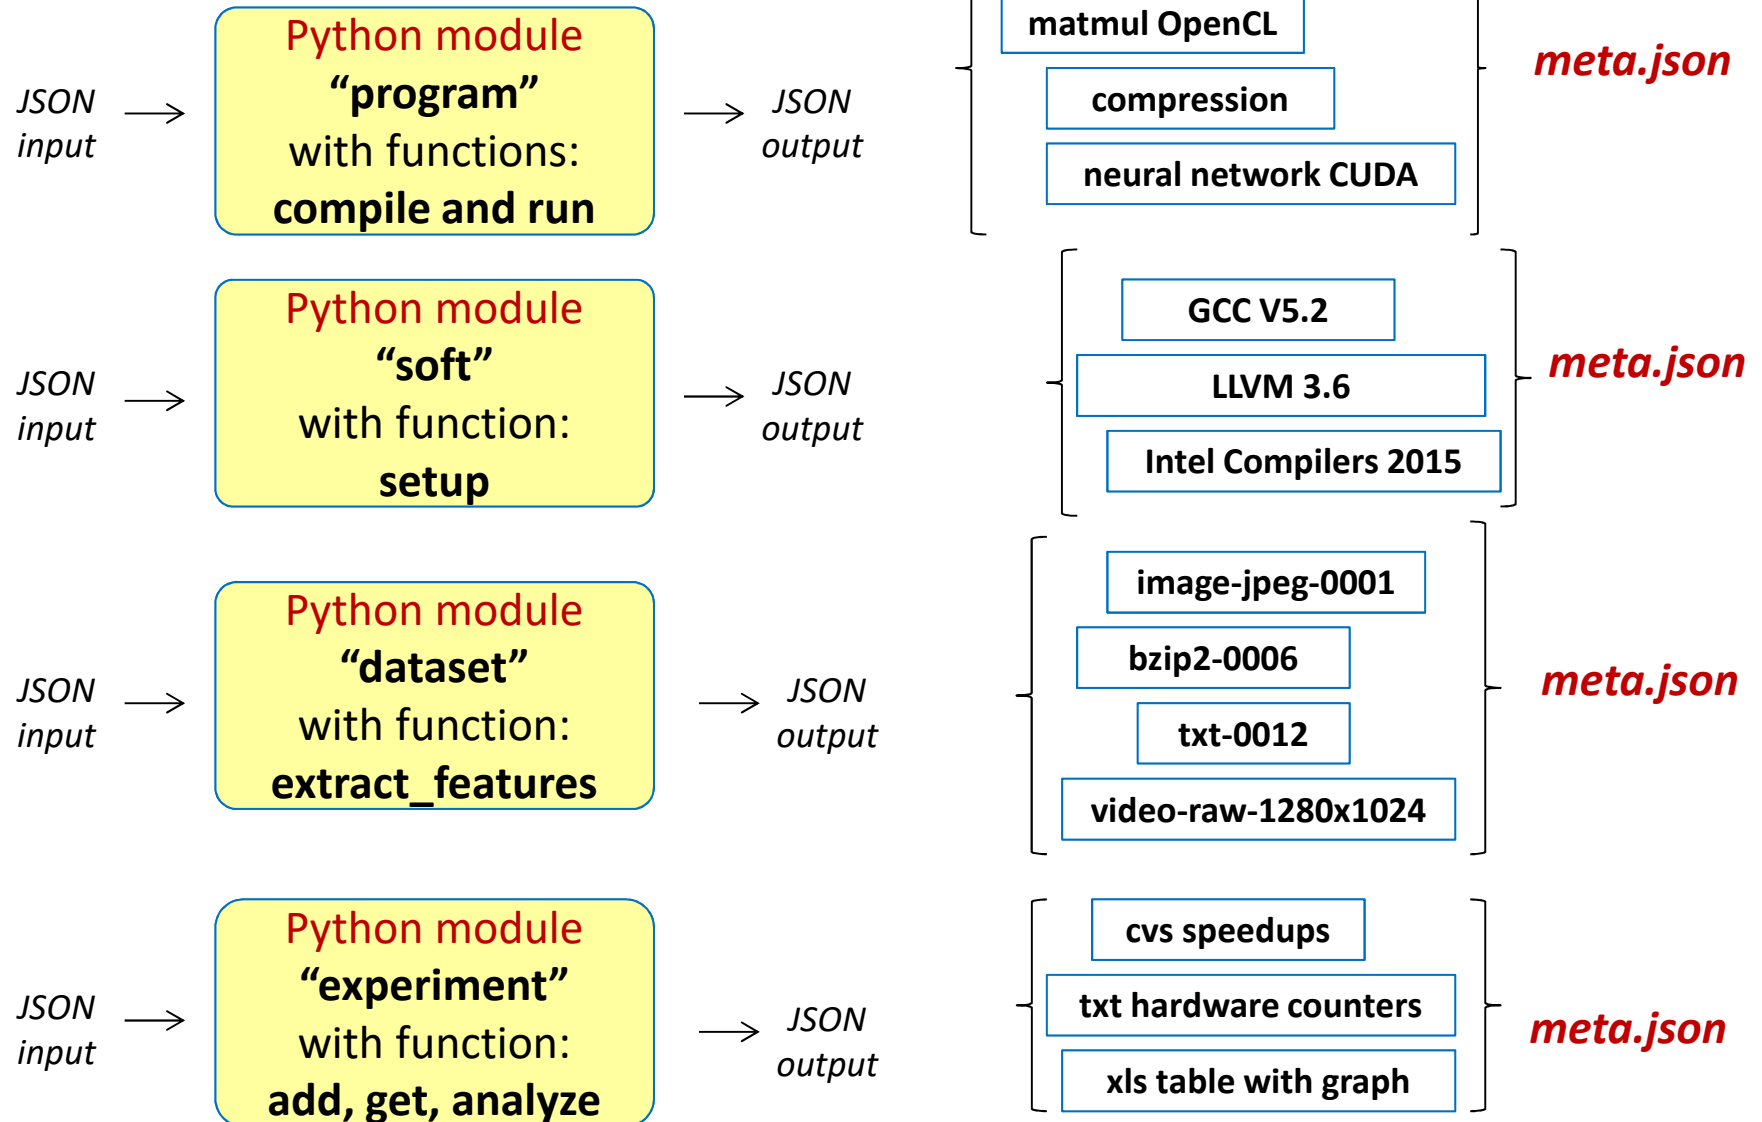 JSON
input
Python module
“program”
with functions:
compile and run
JSON
output
matmul OpenCL
compression
neural network CUDA
meta.json
JSON
input
Python module
“soft”
with function:
setup
JSON
output
GCC V5.2
LLVM 3.6
Intel Compilers 2015
meta.json
JSON
input
Python module
“dataset”
with function:
extract_features
JSON
output
image-jpeg-0001
bzip2-0006
txt-0012
video-raw-1280x1024
meta.json
JSON
input
Python module
“experiment”
with function:
add, get, analyze
JSON
output
cvs speedups
txt hardware counters
xls table with graph
meta.json